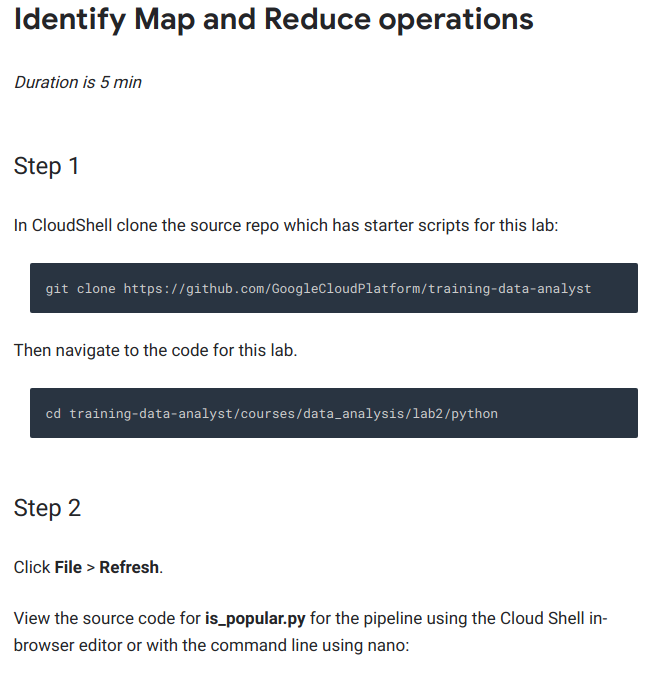 Identify Map and Reduce operations
Duration is 5 min
Step 1
In CloudShell clone the source repo which has starter scripts for this lab:
git clone https://github.com/GoogleCloudPlatform/training-data-analyst
Then navigate to the code for this lab.
cd training-data-analyst/courses/data_analysis/lab2/python
Step 2
Click File > Refresh.
View the source code for is_popular.py for the pipeline using the Cloud Shell in-
browser editor or with the command line using nano: